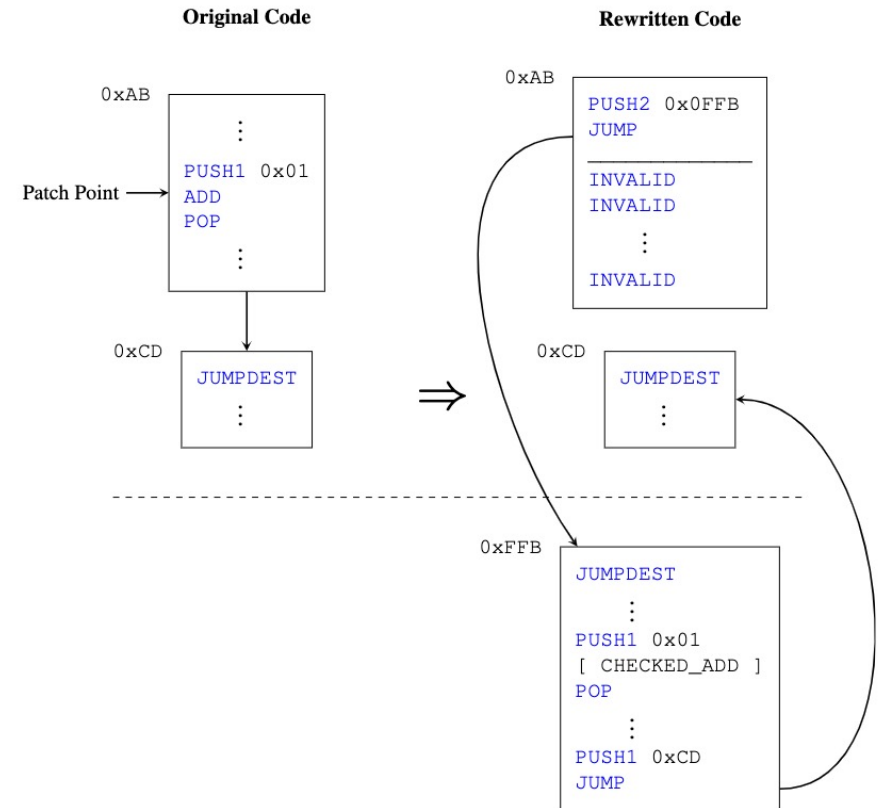 Original Code
0xAB
⋮
PUSH1 0x01
Patch Point
ADD
POP
⋮
0xCD
JUMPDEST
⋮
⇒
Rewritten Code
0xAB
PUSH2 0x0FFB
JUMP
INVALID
INVALID
⋮
INVALID
0xCD
JUMPDEST
⋮
0xFFB
JUMPDEST
⋮
PUSH1 0x01
[ CHECKED_ADD ]
POP
⋮
PUSH1 0xCD
JUMP